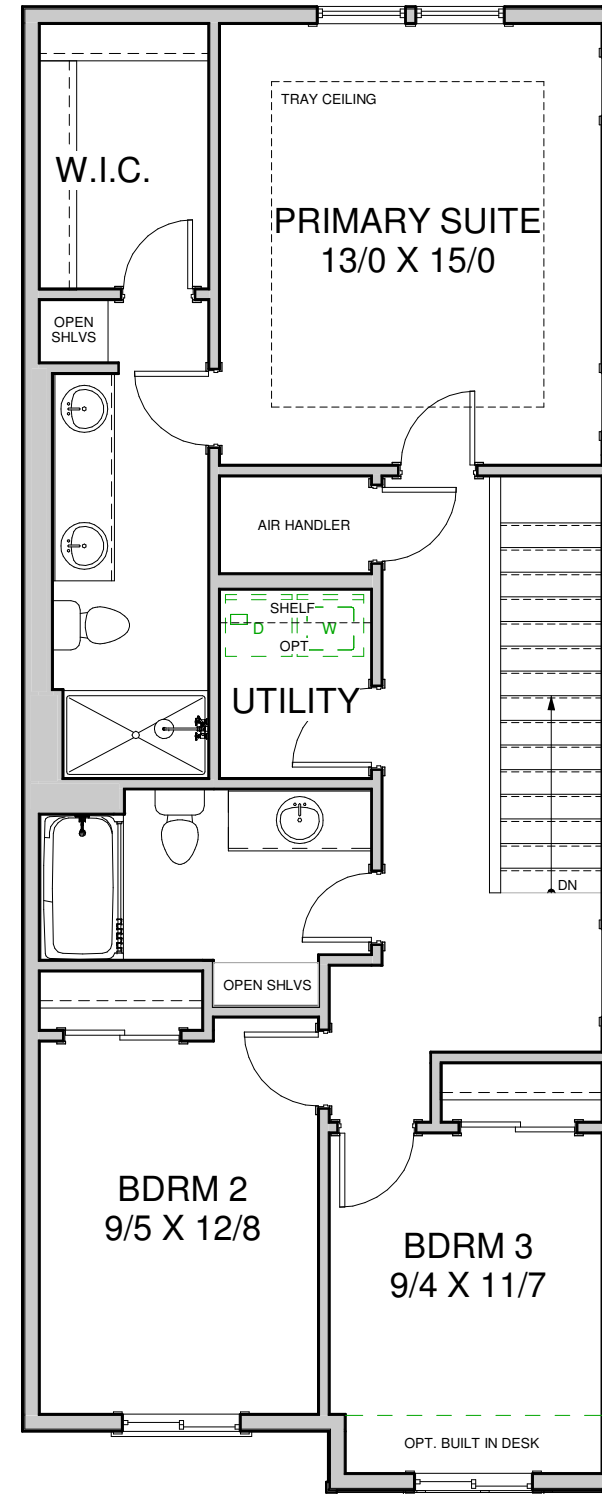 TRAY CEILING
W.I.C.
PRIMARY SUITE
13/0 X 15/0
OPEN
SHLVS
AIR HANDLER
SHELF
D
W
OPT
UTILITY
DN
OPEN SHLVS
BDRM 2
9/5 X 12/8
BDRM 3
9/4 X 11/7
OPT. BUILT IN DESK